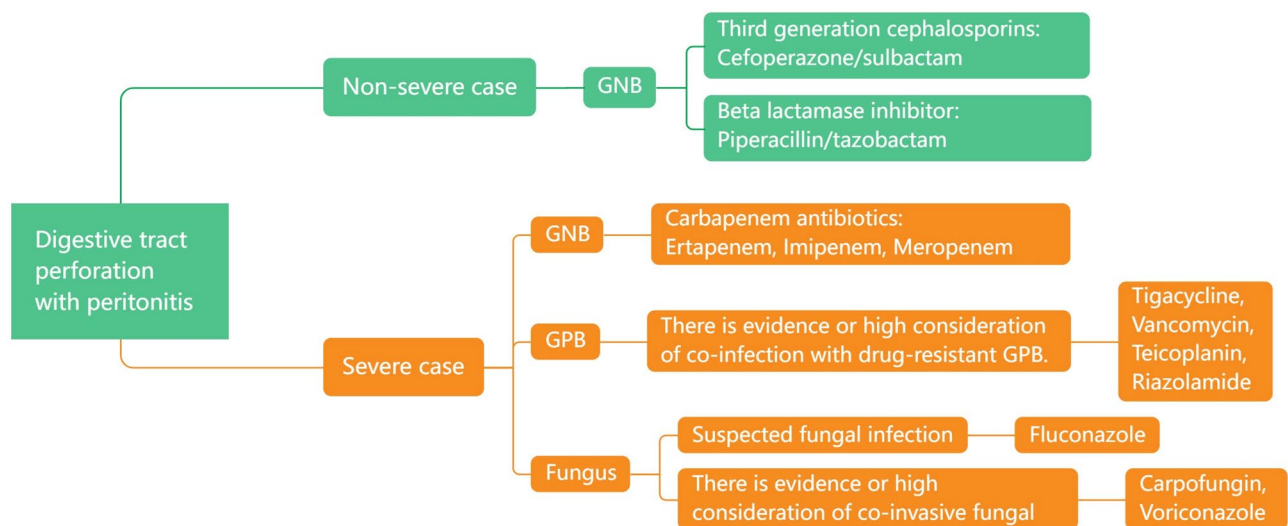 Digestive tract
perforation
with peritonitis
Non-severe case
GNB
Third generation cephalosporins:
Cefoperazone/sulbactam
Beta lactamase inhibitor:
Piperacillin/tazobactam
Severe case
GNB
Carbapenem antibiotics:
Ertapenem, Imipenem, Meropenem
GPB
There is evidence or high consideration
of co-infection with drug-resistant GPB.
Tigacycline,
Vancomycin,
Teicoplanin,
Riazolamide
Fungus
Suspected fungal infection
Fluconazole
There is evidence or high
consideration of co-invasive fungal
Carpofungin,
Voriconazole